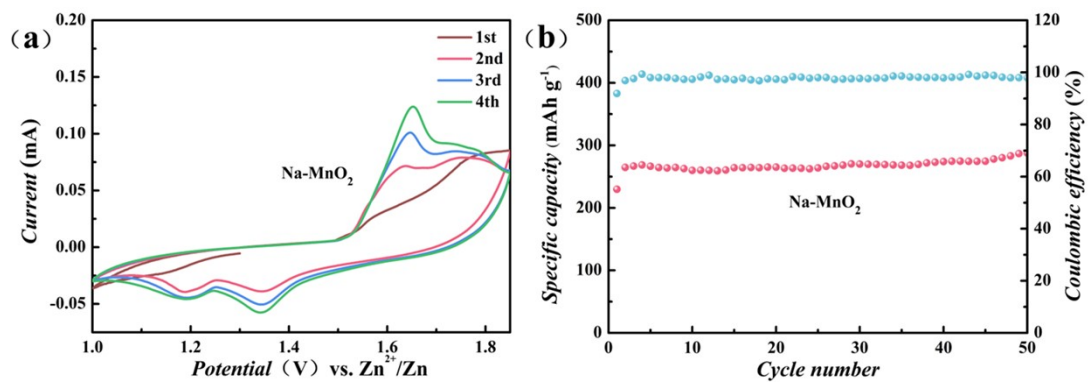 (a)
0.20
0.15
0.10
0.05
0.00
-0.05
Current (mA)
1st
2nd
3rd
4th
Na-MnO2
1.0
1.2
1.4
1.6
1.8
Potential (V) vs. Zn2+/Zn
(b)
500
400
300
200
100
0
Specific capacity (mAh g-1)
Na-MnO2
120
100
80
60
40
20
0
Coulombic efficiency (%)
0
10
20
30
40
50
Cycle number